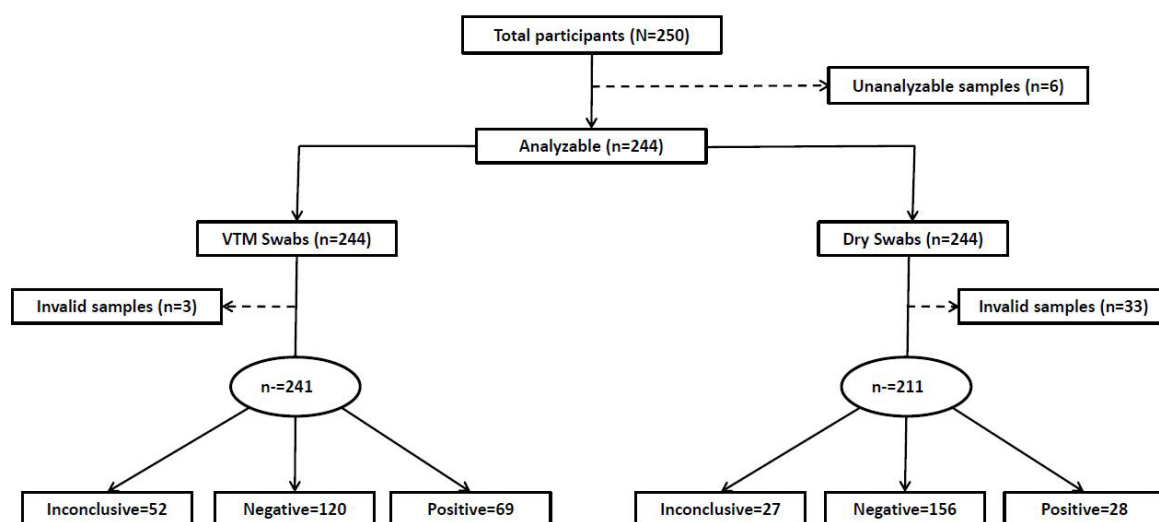 Total participants (N=250)
Unanalyzable samples (n=6)
Analyzable (n=244)
VTM Swabs (n=244)
Dry Swabs (n=244)
Invalid samples (n=3)
Invalid samples (n=33)
n-=241
n-=211
Inconclusive=52
Negative=120
Positive=69
Inconclusive=27
Negative=156
Positive=28